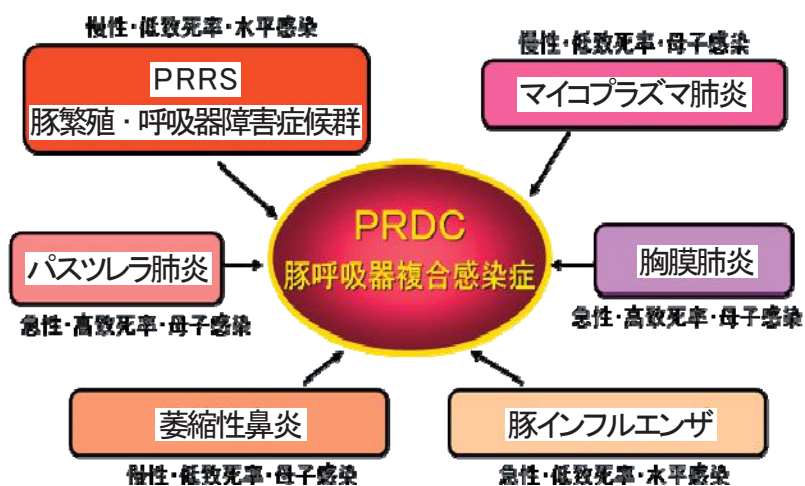 慢性・低致死率・水平感染
PRRS
豚繁殖・呼吸器障害症候群
慢性・低致死率・母子感染
マイコプラズマ肺炎
PRDC
豚呼吸器複合感染症
パスツレラ肺炎
急性・高致死率・母子感染
胸膜肺炎
急性・高致死率・母子感染
萎縮性鼻炎
慢性・低致死率・母子感染
豚インフルエンザ
急性・低致死率・水平感染